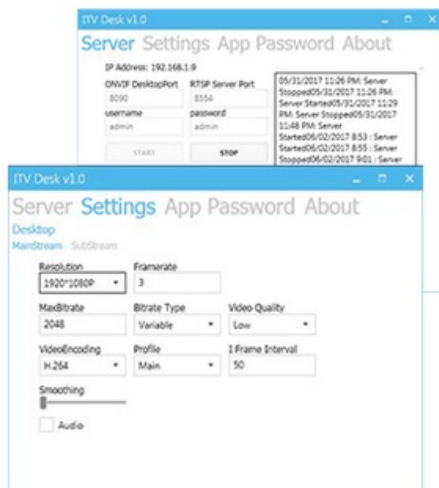 ITV Desk v1.0
Server Settings App Password About
IP Address: 192.168.1.9
ONVIF DesktopPort RTSP Server Port
8090 8554
username password
admin admin
START STOP
05/31/2017 11:26 PM: Server
Stopped05/31/2017 11:26 PM:
Server Started05/31/2017 11:29
PM: Server Stopped05/31/2017
11:48 PM: Server
Started06/02/2017 8:53 : Server
Started06/02/2017 8:55 : Server
Stopped06/02/2017 9:01 : Server
ITV Desk v1.0
Server Settings App Password About
Desktop
MainStream SubStream
Resolution Framerate
1920*1080P 3
MaxBitrate Bitrate Type Video Quality
2048 Variable Low
VideoEncoding Profile I Frame Interval
H.264 Main 50
Smoothing
Audio